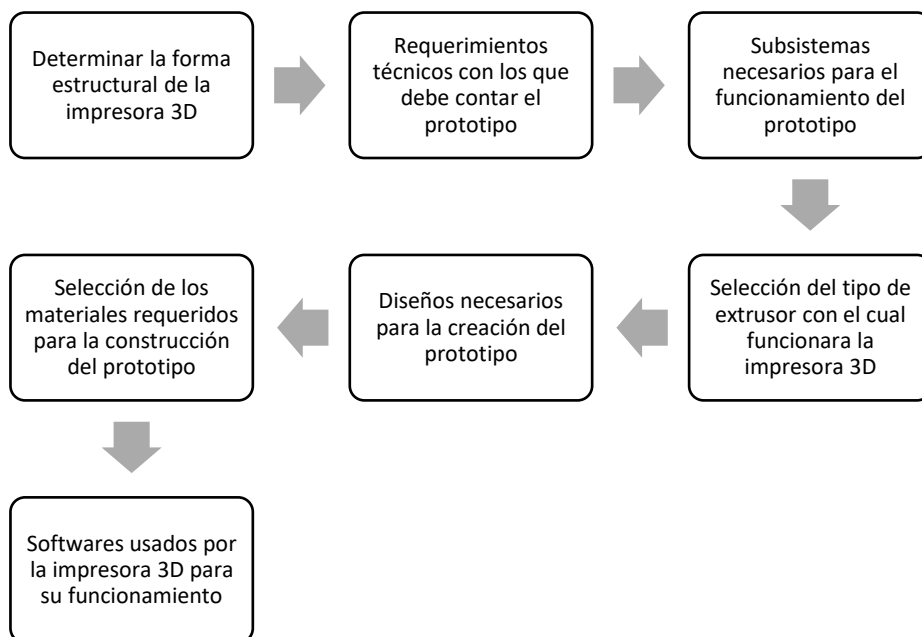 Determinar la forma
estructural de la
impresora 3D
Requerimientos
técnicos con los que
debe contar el
prototipo
Subsistemas
necesarios para el
funcionamiento del
prototipo
Selección del tipo de
extrusor con el cual
funcionara la
impresora 3D
Diseños necesarios
para la creación del
prototipo
Selección de los
materiales requeridos
para la construcción
del prototipo
Softwares usados por
la impresora 3D para
su funcionamiento